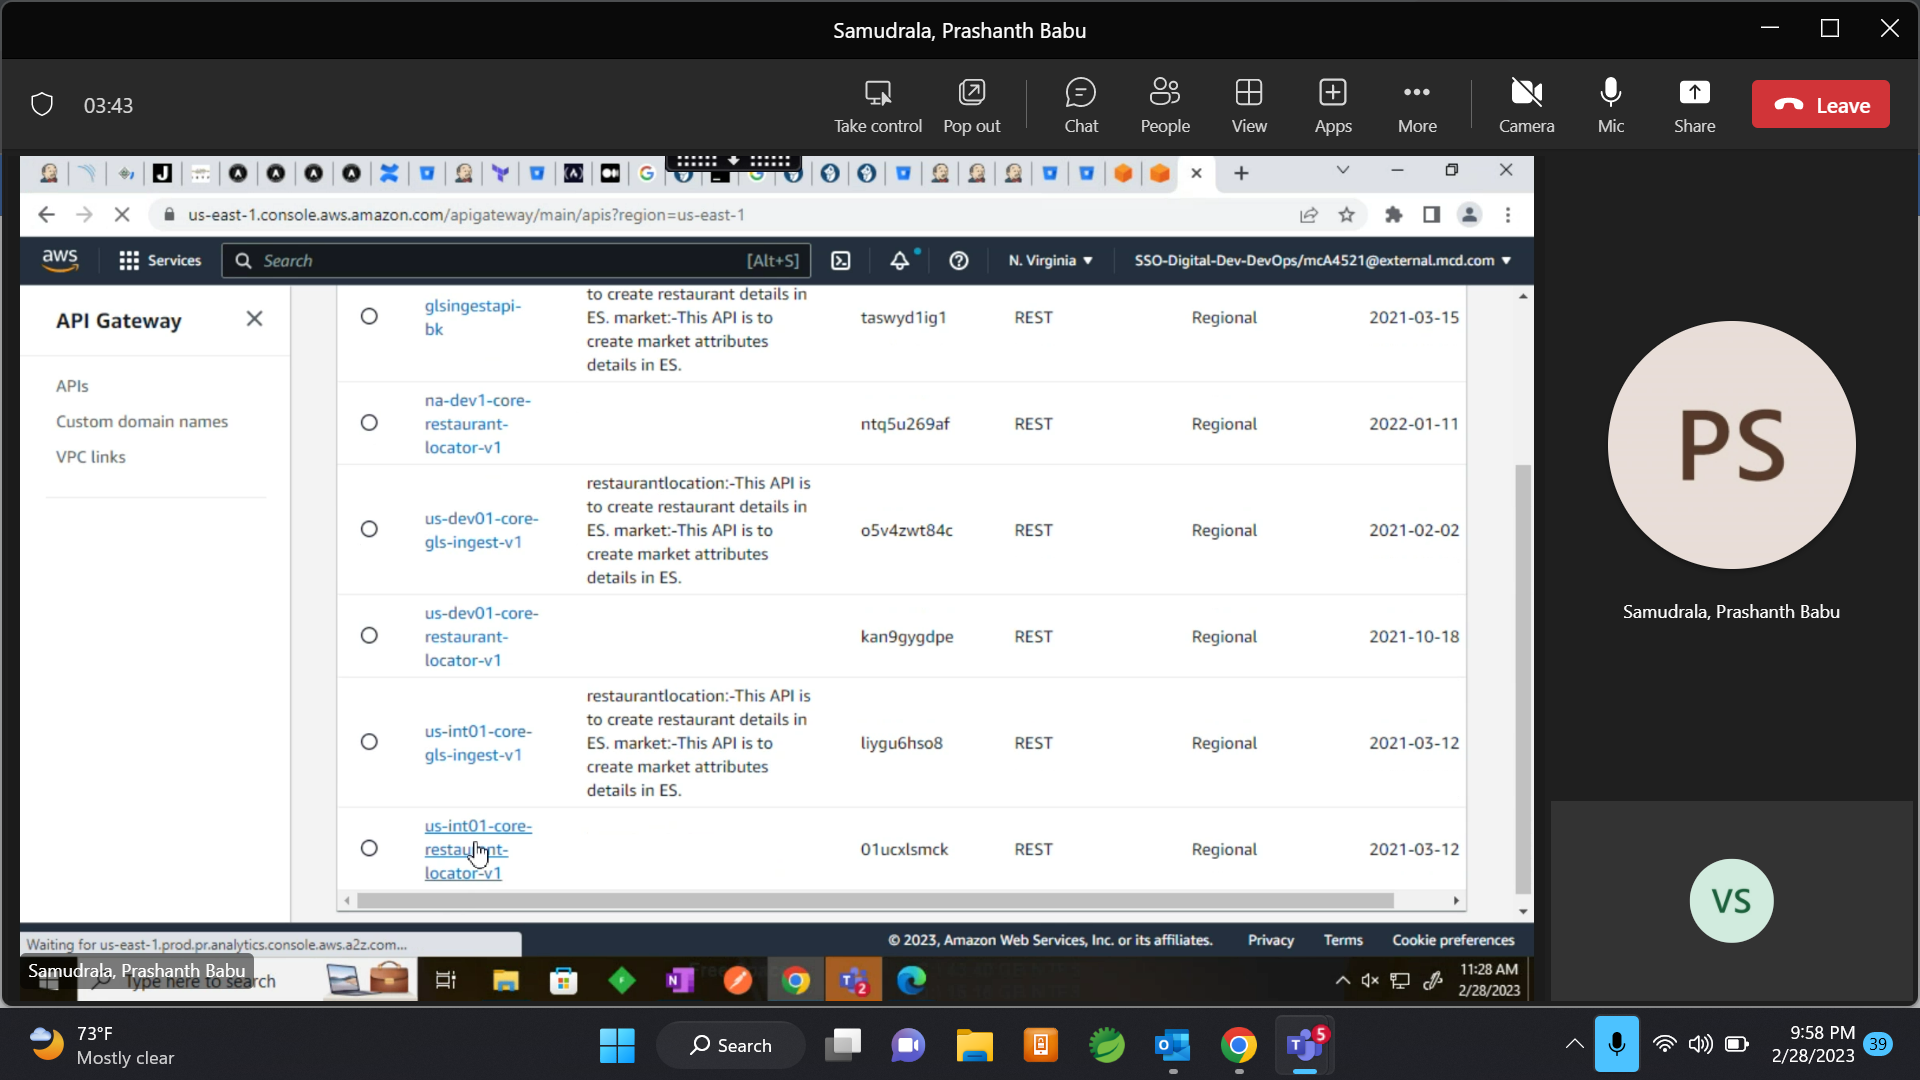 Samudrala, Prashanth Babu
03:43
Take control
Pop out
Chat
People
View
Apps
More
Camera
Mic
Share
Leave
us-east-1.console.aws.amazon.com/apigateway/main/apis?region=us-east-1
aws
Services
Search
[Alt+S]
N. Virginia
SSO-Digital-Dev-DevOps/mcA4521@external.mcd.com
API Gateway
APIs
Custom domain names
VPC links
glsingestapi-
bk
to create restaurant details in
ES. market:-This API is to
create market attributes
details in ES.
taswyd1ig1
REST
Regional
2021-03-15
na-dev1-core-
restaurant-
locator-v1
ntq5u269af
REST
Regional
2022-01-11
us-dev01-core-
gls-ingest-v1
restaurantlocation:-This API is
to create restaurant details in
ES. market:-This API is to
create market attributes
details in ES.
o5v4zwt84c
REST
Regional
2021-02-02
us-dev01-core-
restaurant-
locator-v1
kan9gygdpe
REST
Regional
2021-10-18
us-int01-core-
gls-ingest-v1
restaurantlocation:-This API is
to create restaurant details in
ES. market:-This API is to
create market attributes
details in ES.
liygu6hso8
REST
Regional
2021-03-12
us-int01-core-
restaurant-
locator-v1
01ucxlsmck
REST
Regional
2021-03-12
Waiting for us-east-1.prod.pr.analytics.console.aws.a2z.com...
© 2023, Amazon Web Services, Inc. or its affiliates.
Privacy
Terms
Cookie preferences
Samudrala, Prashanth Babu
Type here to search
2
11:28 AM
2/28/2023
PS
Samudrala, Prashanth Babu
VS
73°F
Mostly clear
Search
5
9:58 PM
2/28/2023
39